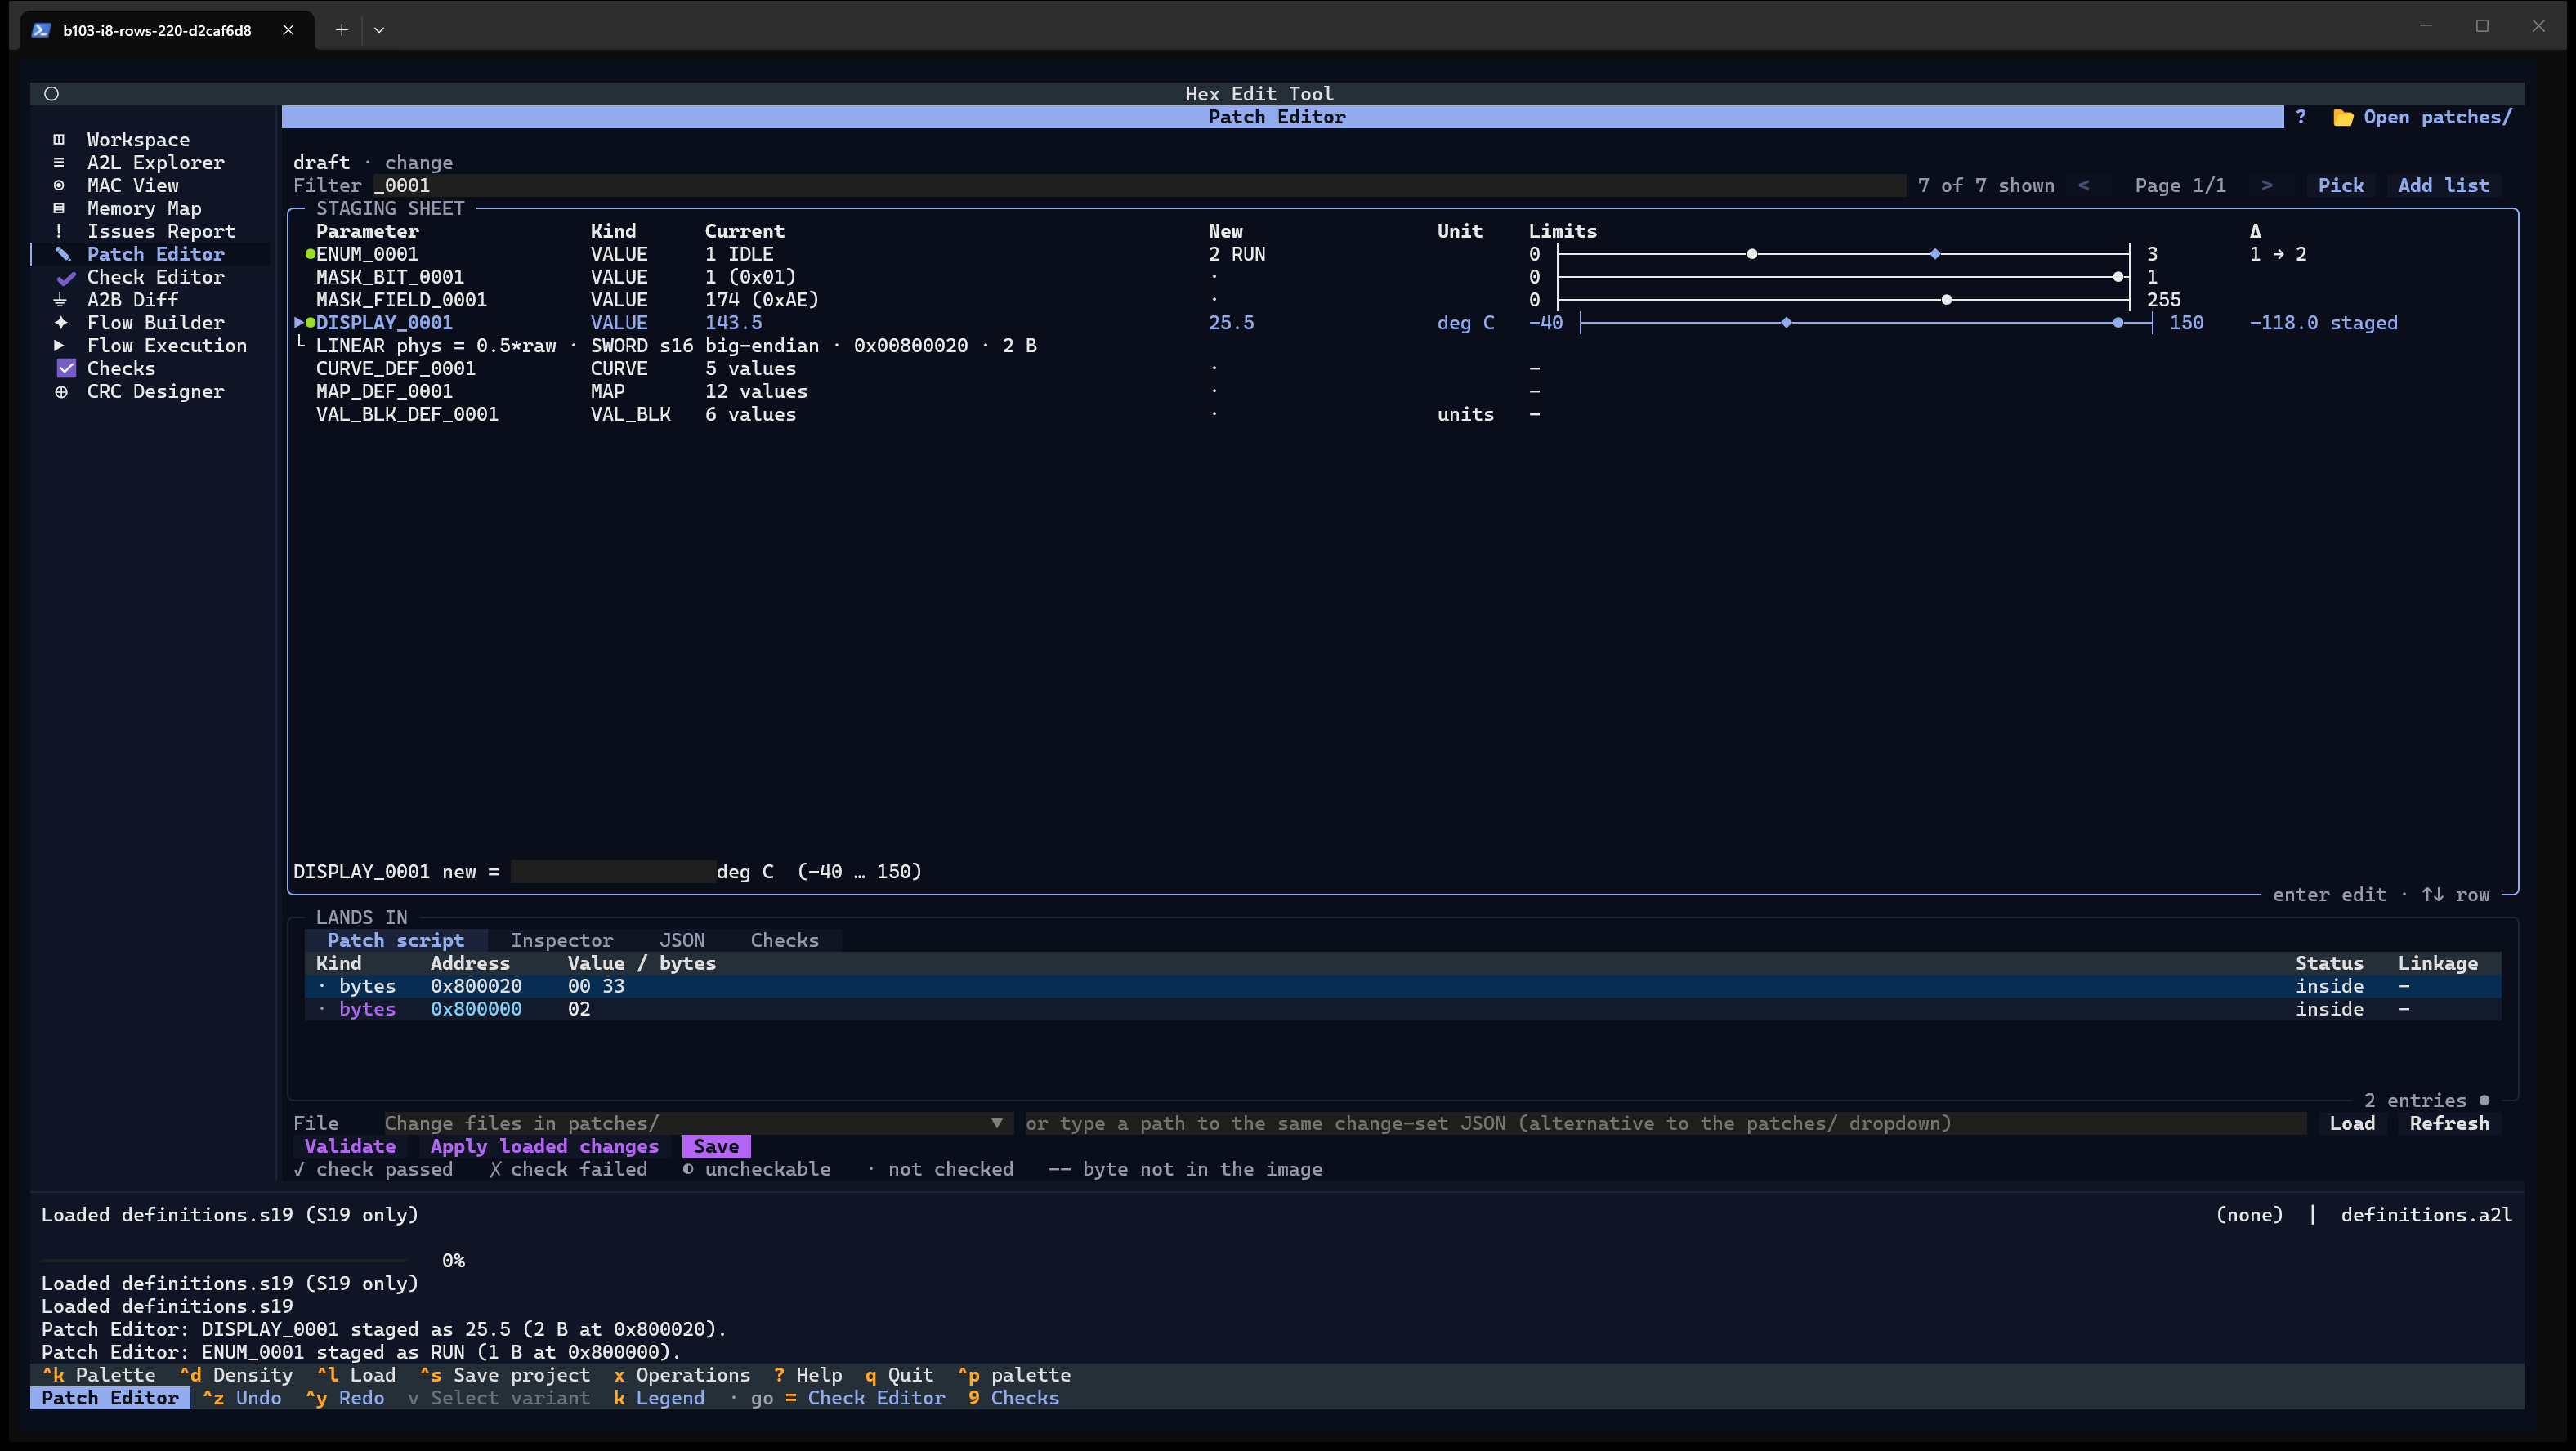 b103-i8-rows-220-d2caf6d8
Hex Edit Tool
Patch Editor ? Open patches/
Workspace
A2L Explorer
MAC View
Memory Map
! Issues Report
Patch Editor
Check Editor
A2B Diff
Flow Builder
Flow Execution
Checks
CRC Designer
draft · change
Filter _0001 7 of 7 shown < Page 1/1 > Pick Add list
STAGING SHEET
Parameter Kind Current New Unit Limits Δ
ENUM_0001 VALUE 1 IDLE 2 RUN 0 3 1 → 2
MASK_BIT_0001 VALUE 1 (0x01) · 0 1
MASK_FIELD_0001 VALUE 174 (0xAE) · 0 255
DISPLAY_0001 VALUE 143.5 25.5 deg C −40 150 −118.0 staged
└ LINEAR phys = 0.5*raw · SWORD s16 big-endian · 0x00800020 · 2 B
CURVE_DEF_0001 CURVE 5 values · −
MAP_DEF_0001 MAP 12 values · −
VAL_BLK_DEF_0001 VAL_BLK 6 values · units −
DISPLAY_0001 new = deg C (−40 … 150)
enter edit · ↑↓ row
LANDS IN
Patch script Inspector JSON Checks
Kind Address Value / bytes Status Linkage
· bytes 0x800020 00 33 inside −
· bytes 0x800000 02 inside −
2 entries ●
File Change files in patches/ ▼ or type a path to the same change-set JSON (alternative to the patches/ dropdown) Load Refresh
Validate Apply loaded changes Save
✓ check passed ✗ check failed ◐ uncheckable · not checked −− byte not in the image
Loaded definitions.s19 (S19 only) (none) | definitions.a2l
0%
Loaded definitions.s19 (S19 only)
Loaded definitions.s19
Patch Editor: DISPLAY_0001 staged as 25.5 (2 B at 0x800020).
Patch Editor: ENUM_0001 staged as RUN (1 B at 0x800000).
^k Palette ^d Density ^l Load ^s Save project x Operations ? Help q Quit ^p palette
Patch Editor ^z Undo ^y Redo v Select variant k Legend · go = Check Editor 9 Checks